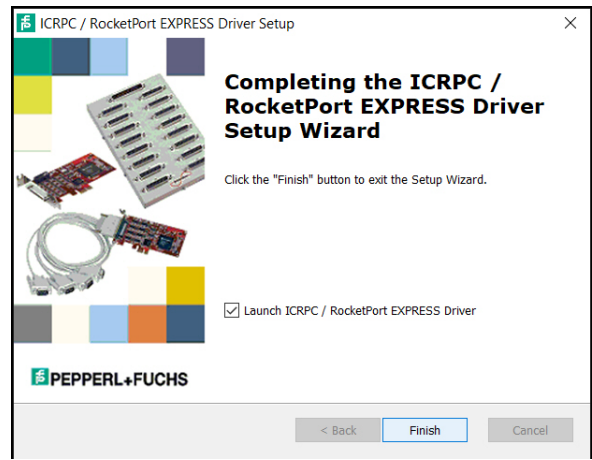 ICRPC / RocketPort EXPRESS Driver Setup
Completing the ICRPC /
RocketPort EXPRESS Driver
Setup Wizard
Click the "Finish" button to exit the Setup Wizard.
Launch ICRPC / RocketPort EXPRESS Driver
PEPPERL+FUCHS
< Back
Finish
Cancel